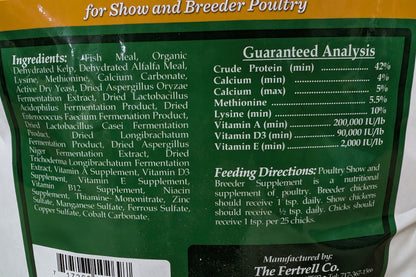 for Show and Breeder Poultry
Ingredients: Fish Meal, Organic
Dehydrated Kelp, Dehydrated Alfalfa Meal,
Lysine, Methionine, Calcium Carbonate,
Active Dry Yeast, Dried Aspergillus Oryzae
Fermentation Extract, Dried Lactobacillus
Acidophilus Fermentation Product, Dried
Enterococcus Faecium Fermentation Product,
Dried Lactobacillus Casei Fermentation
Product, Dried Longibrachatum
Fermentation Product, Dried Aspergillus
Niger Fermentation Extract, Dried
Trichoderma Longibrachatum Fermentation
Extract, Vitamin A Supplement, Vitamin D3
Supplement, Vitamin E Supplement,
Vitamin B12 Supplement, Niacin
Supplement, Thiamine Mononitrate, Zinc
Sulfate, Manganese Sulfate, Ferrous Sulfate,
Copper Sulfate, Cobalt Carbonate.
Guaranteed Analysis
Crude Protein (min) 42%
Calcium (min) 4%
Calcium (max) 5%
Methionine 5.5%
Lysine (min) 10%
Vitamin A (min) 200,000 IU/lb
Vitamin D3 (min) 90,000 IU/lb
Vitamin E (min) 2,000 IU/lb
Feeding Directions: Poultry Show and
Breeder Supplement is a nutritional
supplement of poultry. Breeder chickens
should receive 1 tsp. daily. Show chickens
should receive ½ tsp. daily. Chicks should
receive 1 tsp. per 25 chicks.
Manufactured by:
The Fertrell Co.
717-367-1566